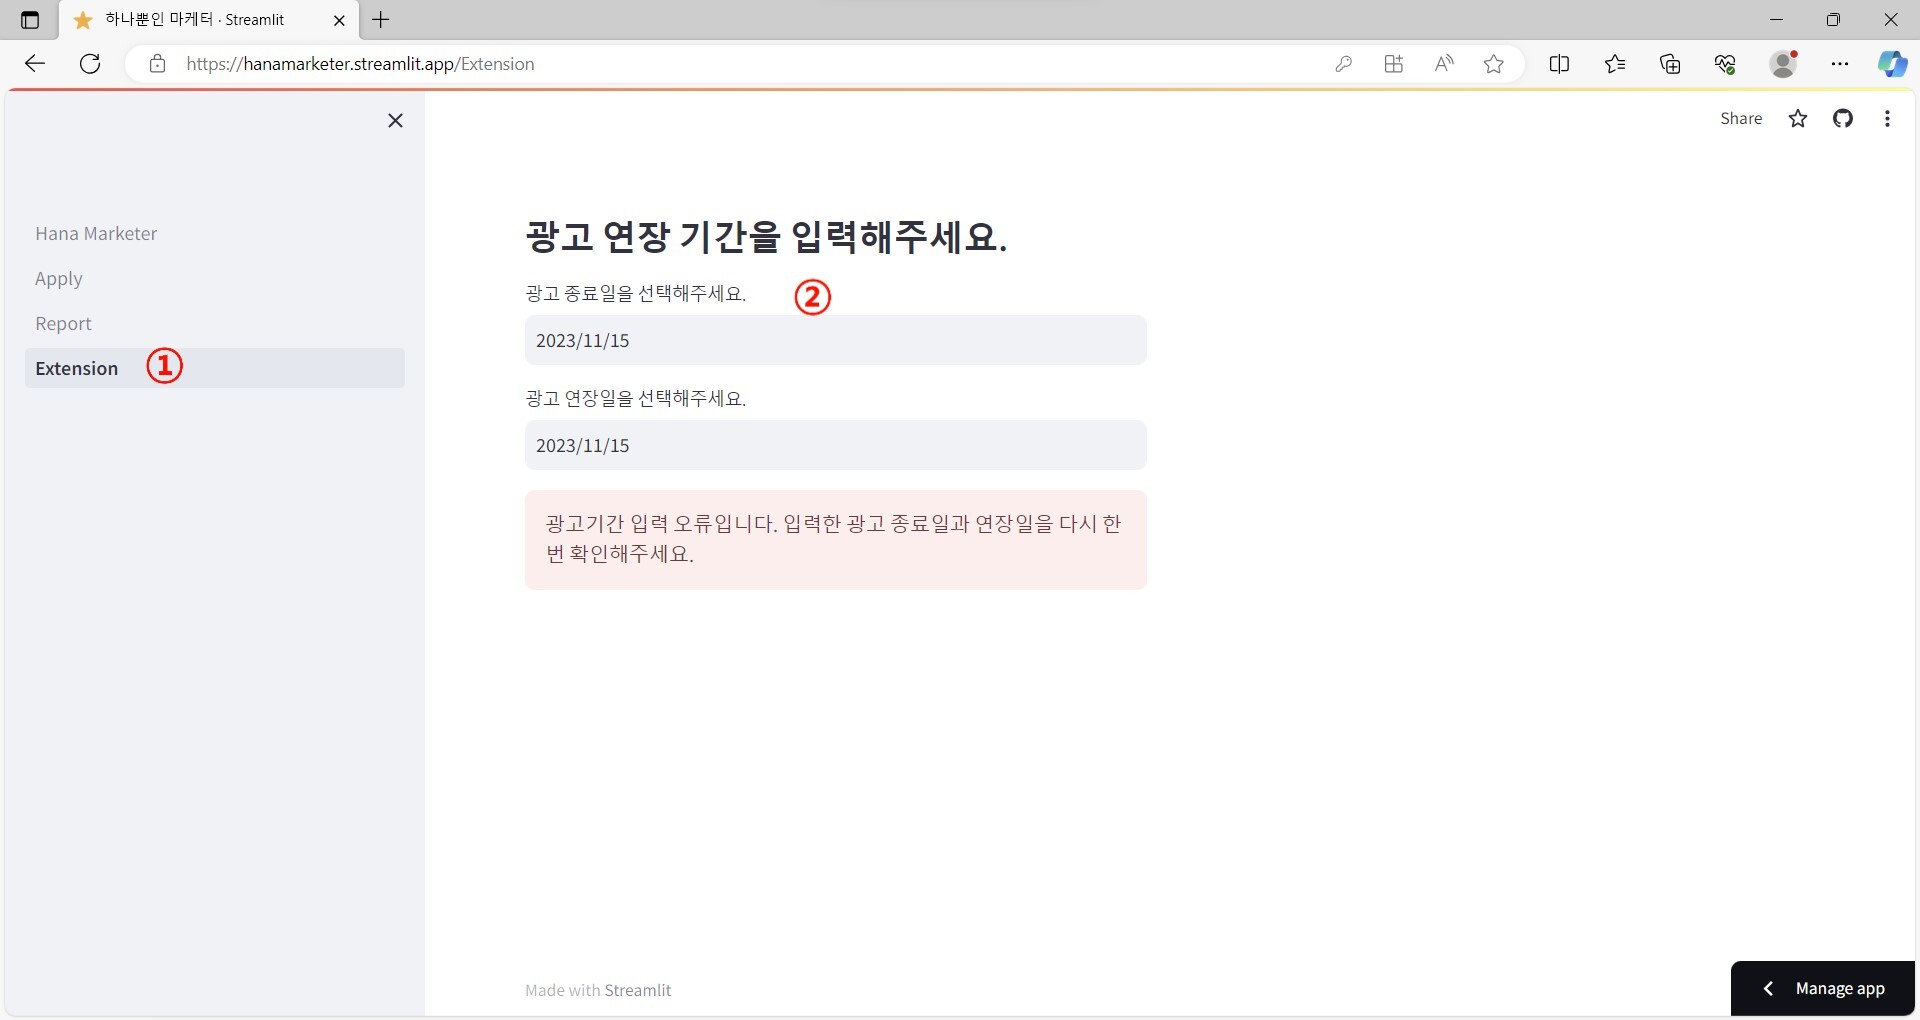 하나뿐인 마케터 · Streamlit
https://hanamarketer.streamlit.app/Extension
Share
Hana Marketer
Apply
Report
Extension ①
광고 연장 기간을 입력해주세요.
광고 종료일을 선택해주세요. ②
2023/11/15
광고 연장일을 선택해주세요.
2023/11/15
광고기간 입력 오류입니다. 입력한 광고 종료일과 연장일을 다시 한
번 확인해주세요.
Made with Streamlit
Manage app